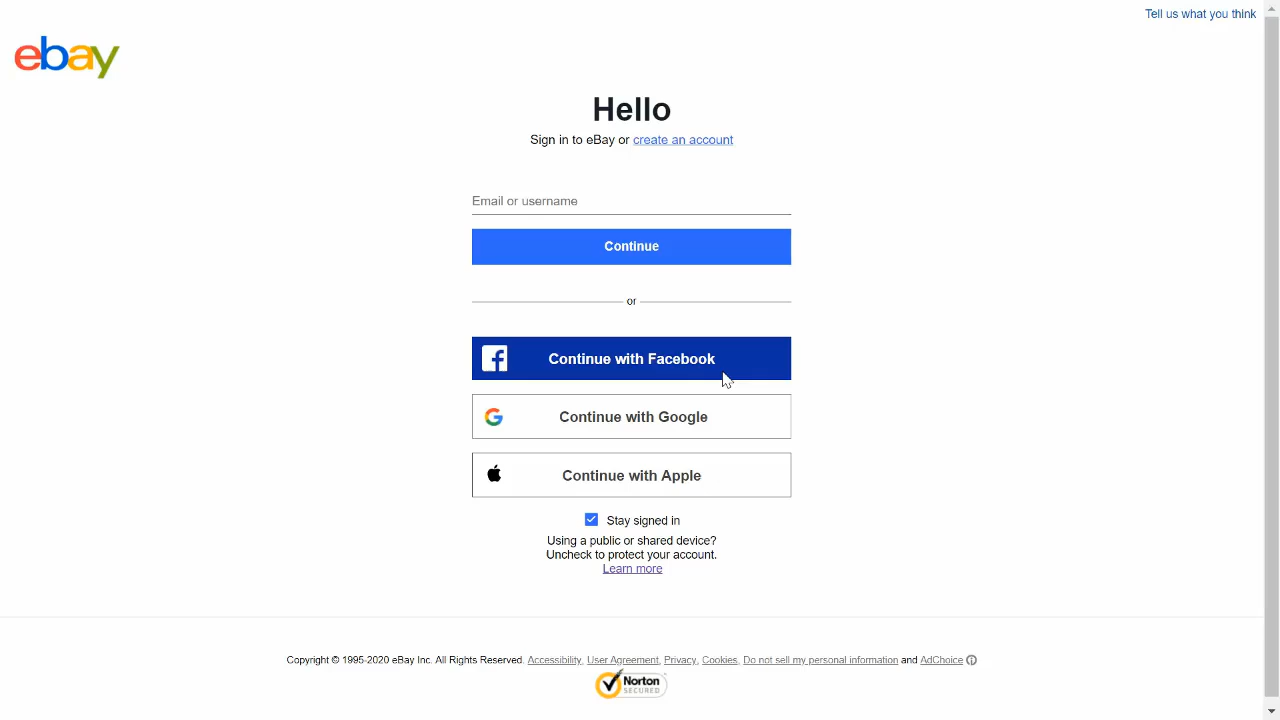 Tell us what you think
ebay
Hello
Sign in to eBay or create an account
Email or username
Continue
or
Continue with Facebook
Continue with Google
Continue with Apple
Stay signed in
Using a public or shared device?
Uncheck to protect your account.
Learn more
Copyright © 1995-2020 eBay Inc. All Rights Reserved. Accessibility, User Agreement, Privacy, Cookies, Do not sell my personal information and AdChoice
Norton
SECURED